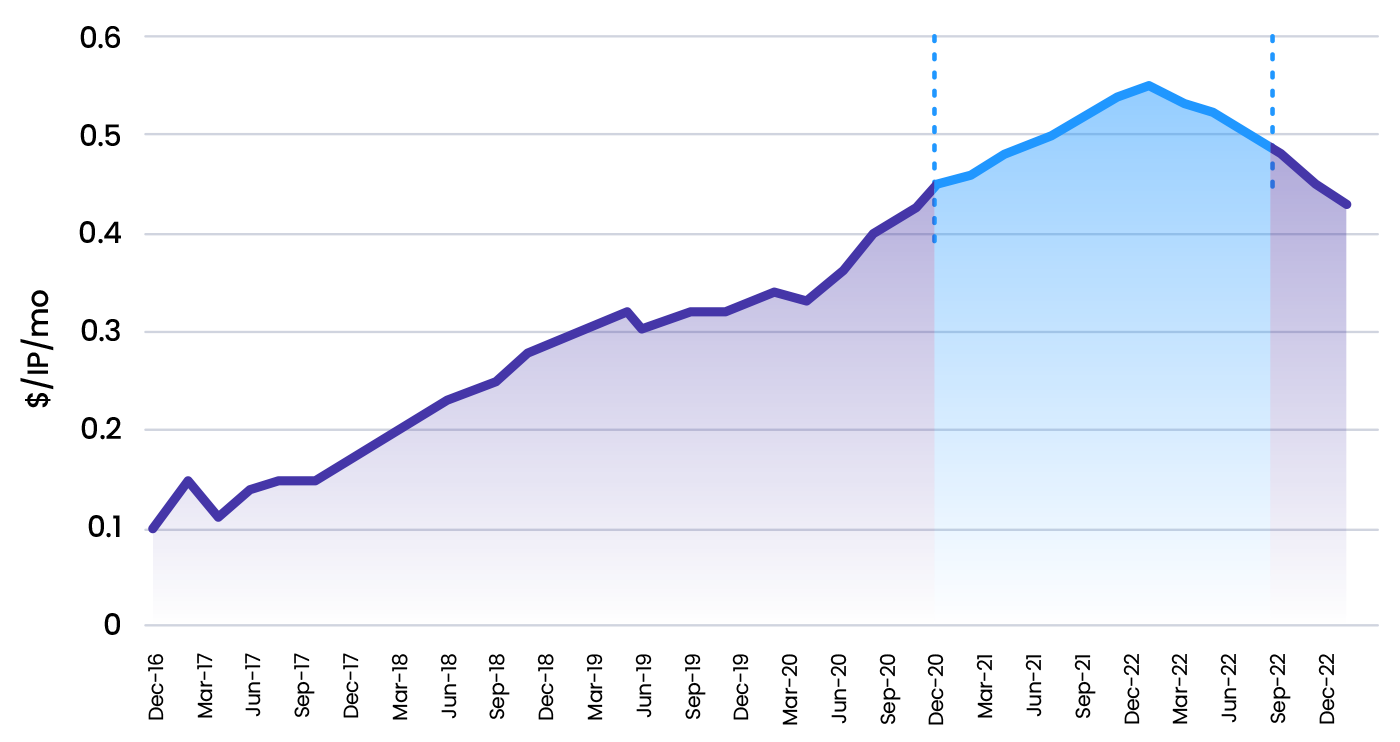 0.6
0.5
0.4
0.3
0.2
0.1
0
$/IP/mo
Dec-16
Mar-17
Jun-17
Sep-17
Dec-17
Mar-18
Jun-18
Sep-18
Dec-18
Mar-19
Jun-19
Sep-19
Dec-19
Mar-20
Jun-20
Sep-20
Dec-20
Mar-21
Jun-21
Sep-21
Dec-22
Mar-22
Jun-22
Sep-22
Dec-22